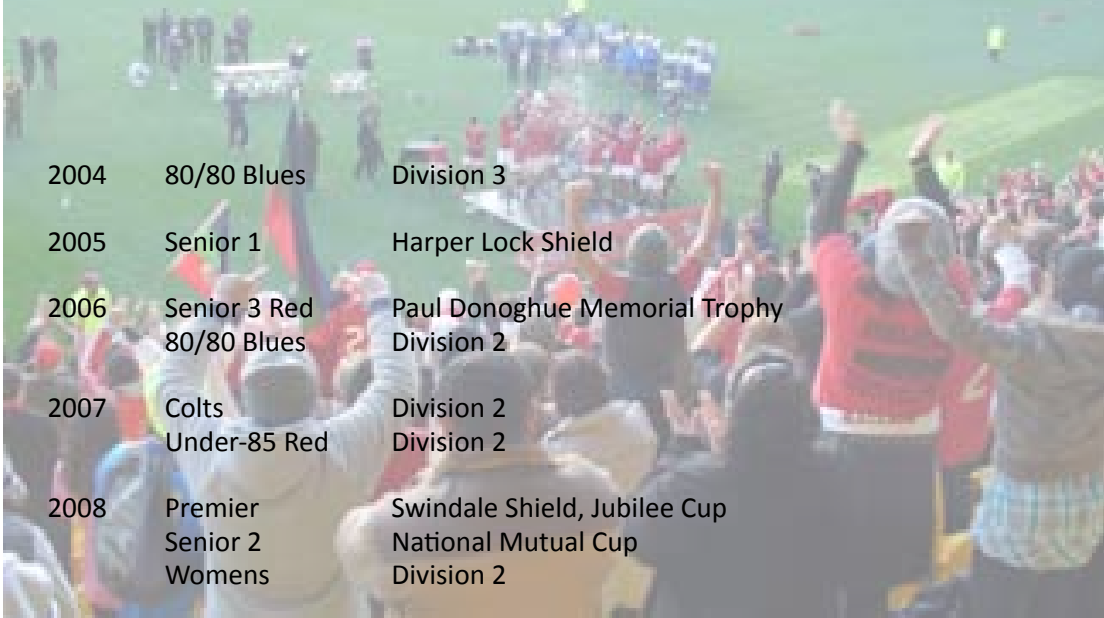 2004 80/80 Blues Division 3
2005 Senior 1 Harper Lock Shield
2006 Senior 3 Red Paul Donoghue Memorial Trophy
80/80 Blues Division 2
2007 Colts Division 2
Under-85 Red Division 2
2008 Premier Swindale Shield, Jubilee Cup
Senior 2 National Mutual Cup
Womens Division 2